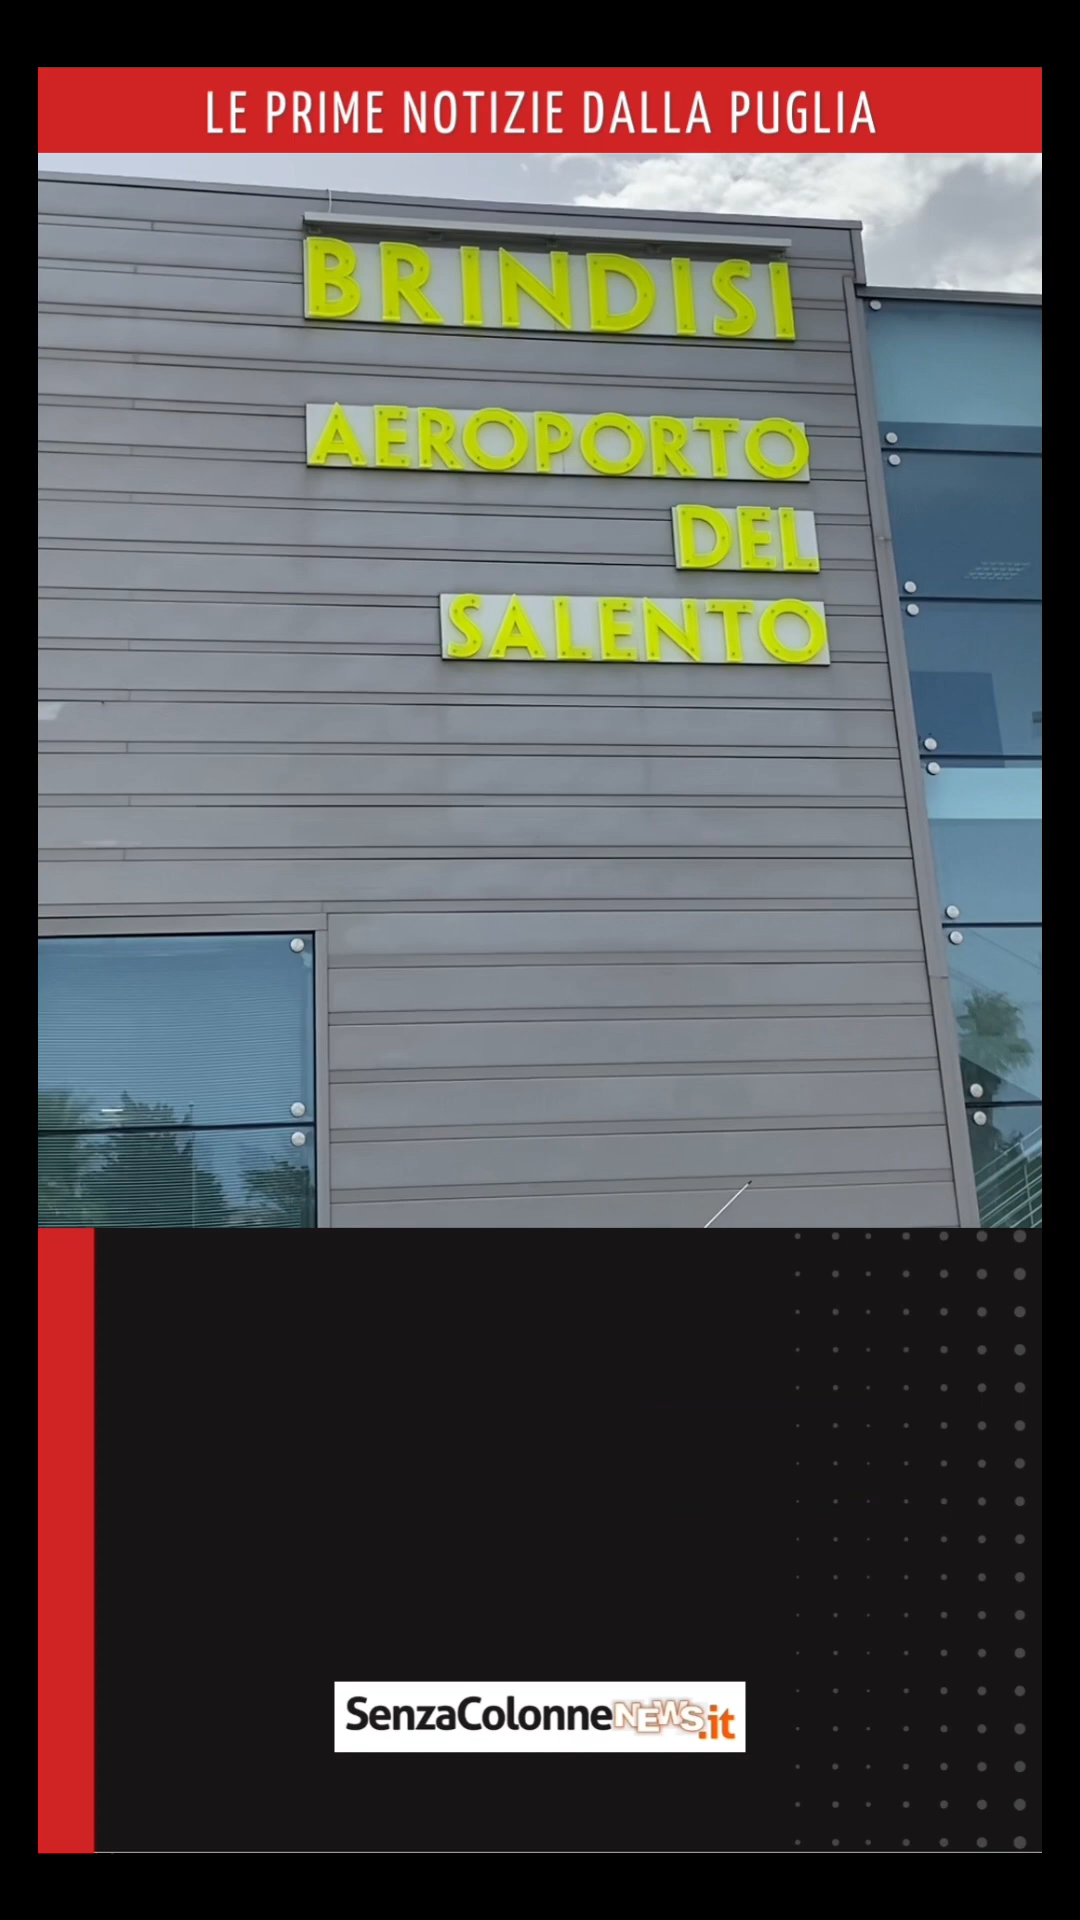 LE PRIME NOTIZIE DALLA PUGLIA
BRINDISI
AEROPORTO
DEL
SALENTO
SenzaColonneNEWS.it